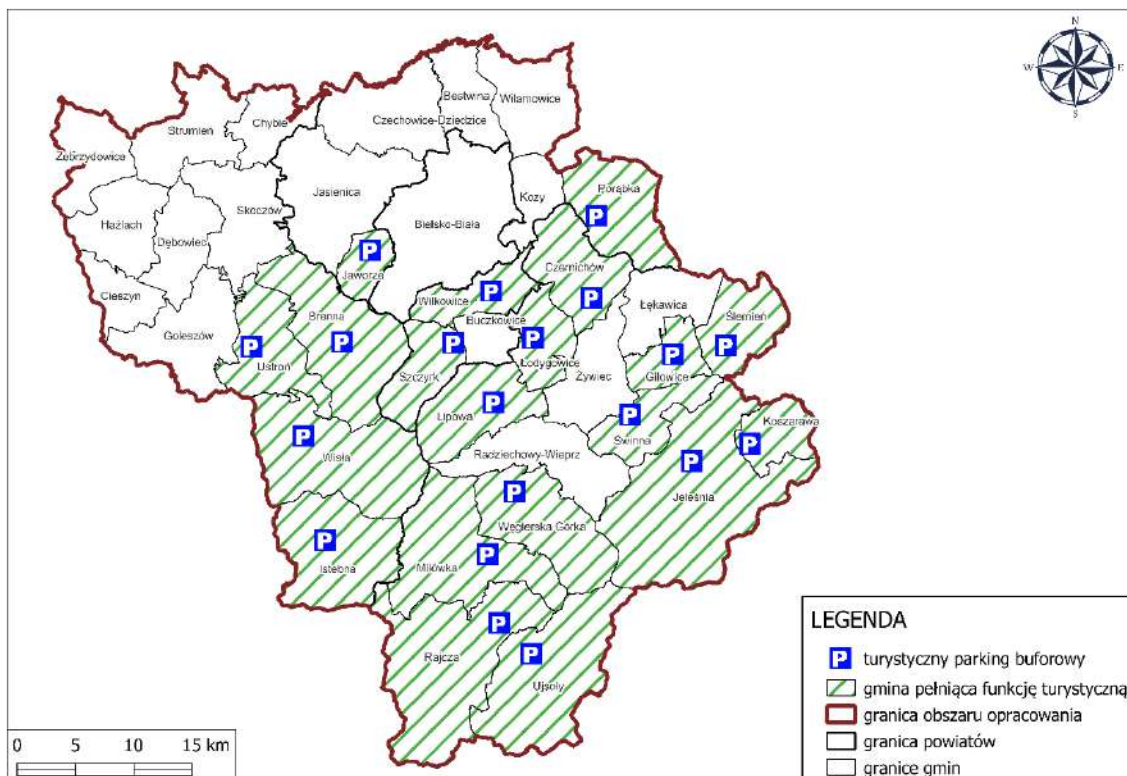 N
W
E
S
Bestwina
Wilamowice
Chybie
Czechowice-Dziedzice
Strumień
Zebrzydowice
Kozy
Porąbka
P
Jasienica
Skoczów
Hażlach
Bielsko-Biała
Dębowiec
P
Jaworze
Czernichów
P
Cieszyn
Wilkowice
P
Łękawica
Ślemień
P
Brenna
P
Buczkowice
Goleszów
P
Ustroń
P
Szczyrk
P
Łodygowice
P
Gilowice
Żywiec
P
Lipowa
P
Świnna
Koszarawa
P
P
Wisła
Radziechowy-Wieprz
P
Jeleśnia
P
Węgierska Górka
P
Istebna
P
Milówka
P
Rajcza
P
Ujsoły
LEGENDA
P turystyczny parking buforowy
gmina pełniąca funkcję turystyczną
granica obszaru opracowania
granica powiatów
granice gmin
0 5 10 15 km